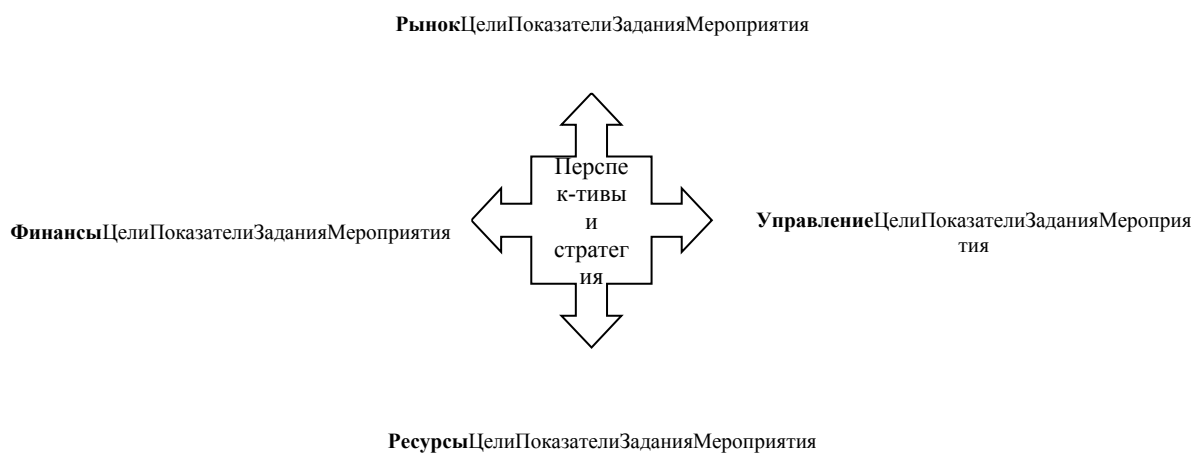 РынокЦелиПоказателиЗаданияМероприятия
Перспе
к-тивы
и
стратег
ия
ФинансыЦелиПоказателиЗаданияМероприятия
УправлениеЦелиПоказателиЗаданияМероприя
тия
РесурсыЦелиПоказателиЗаданияМероприятия